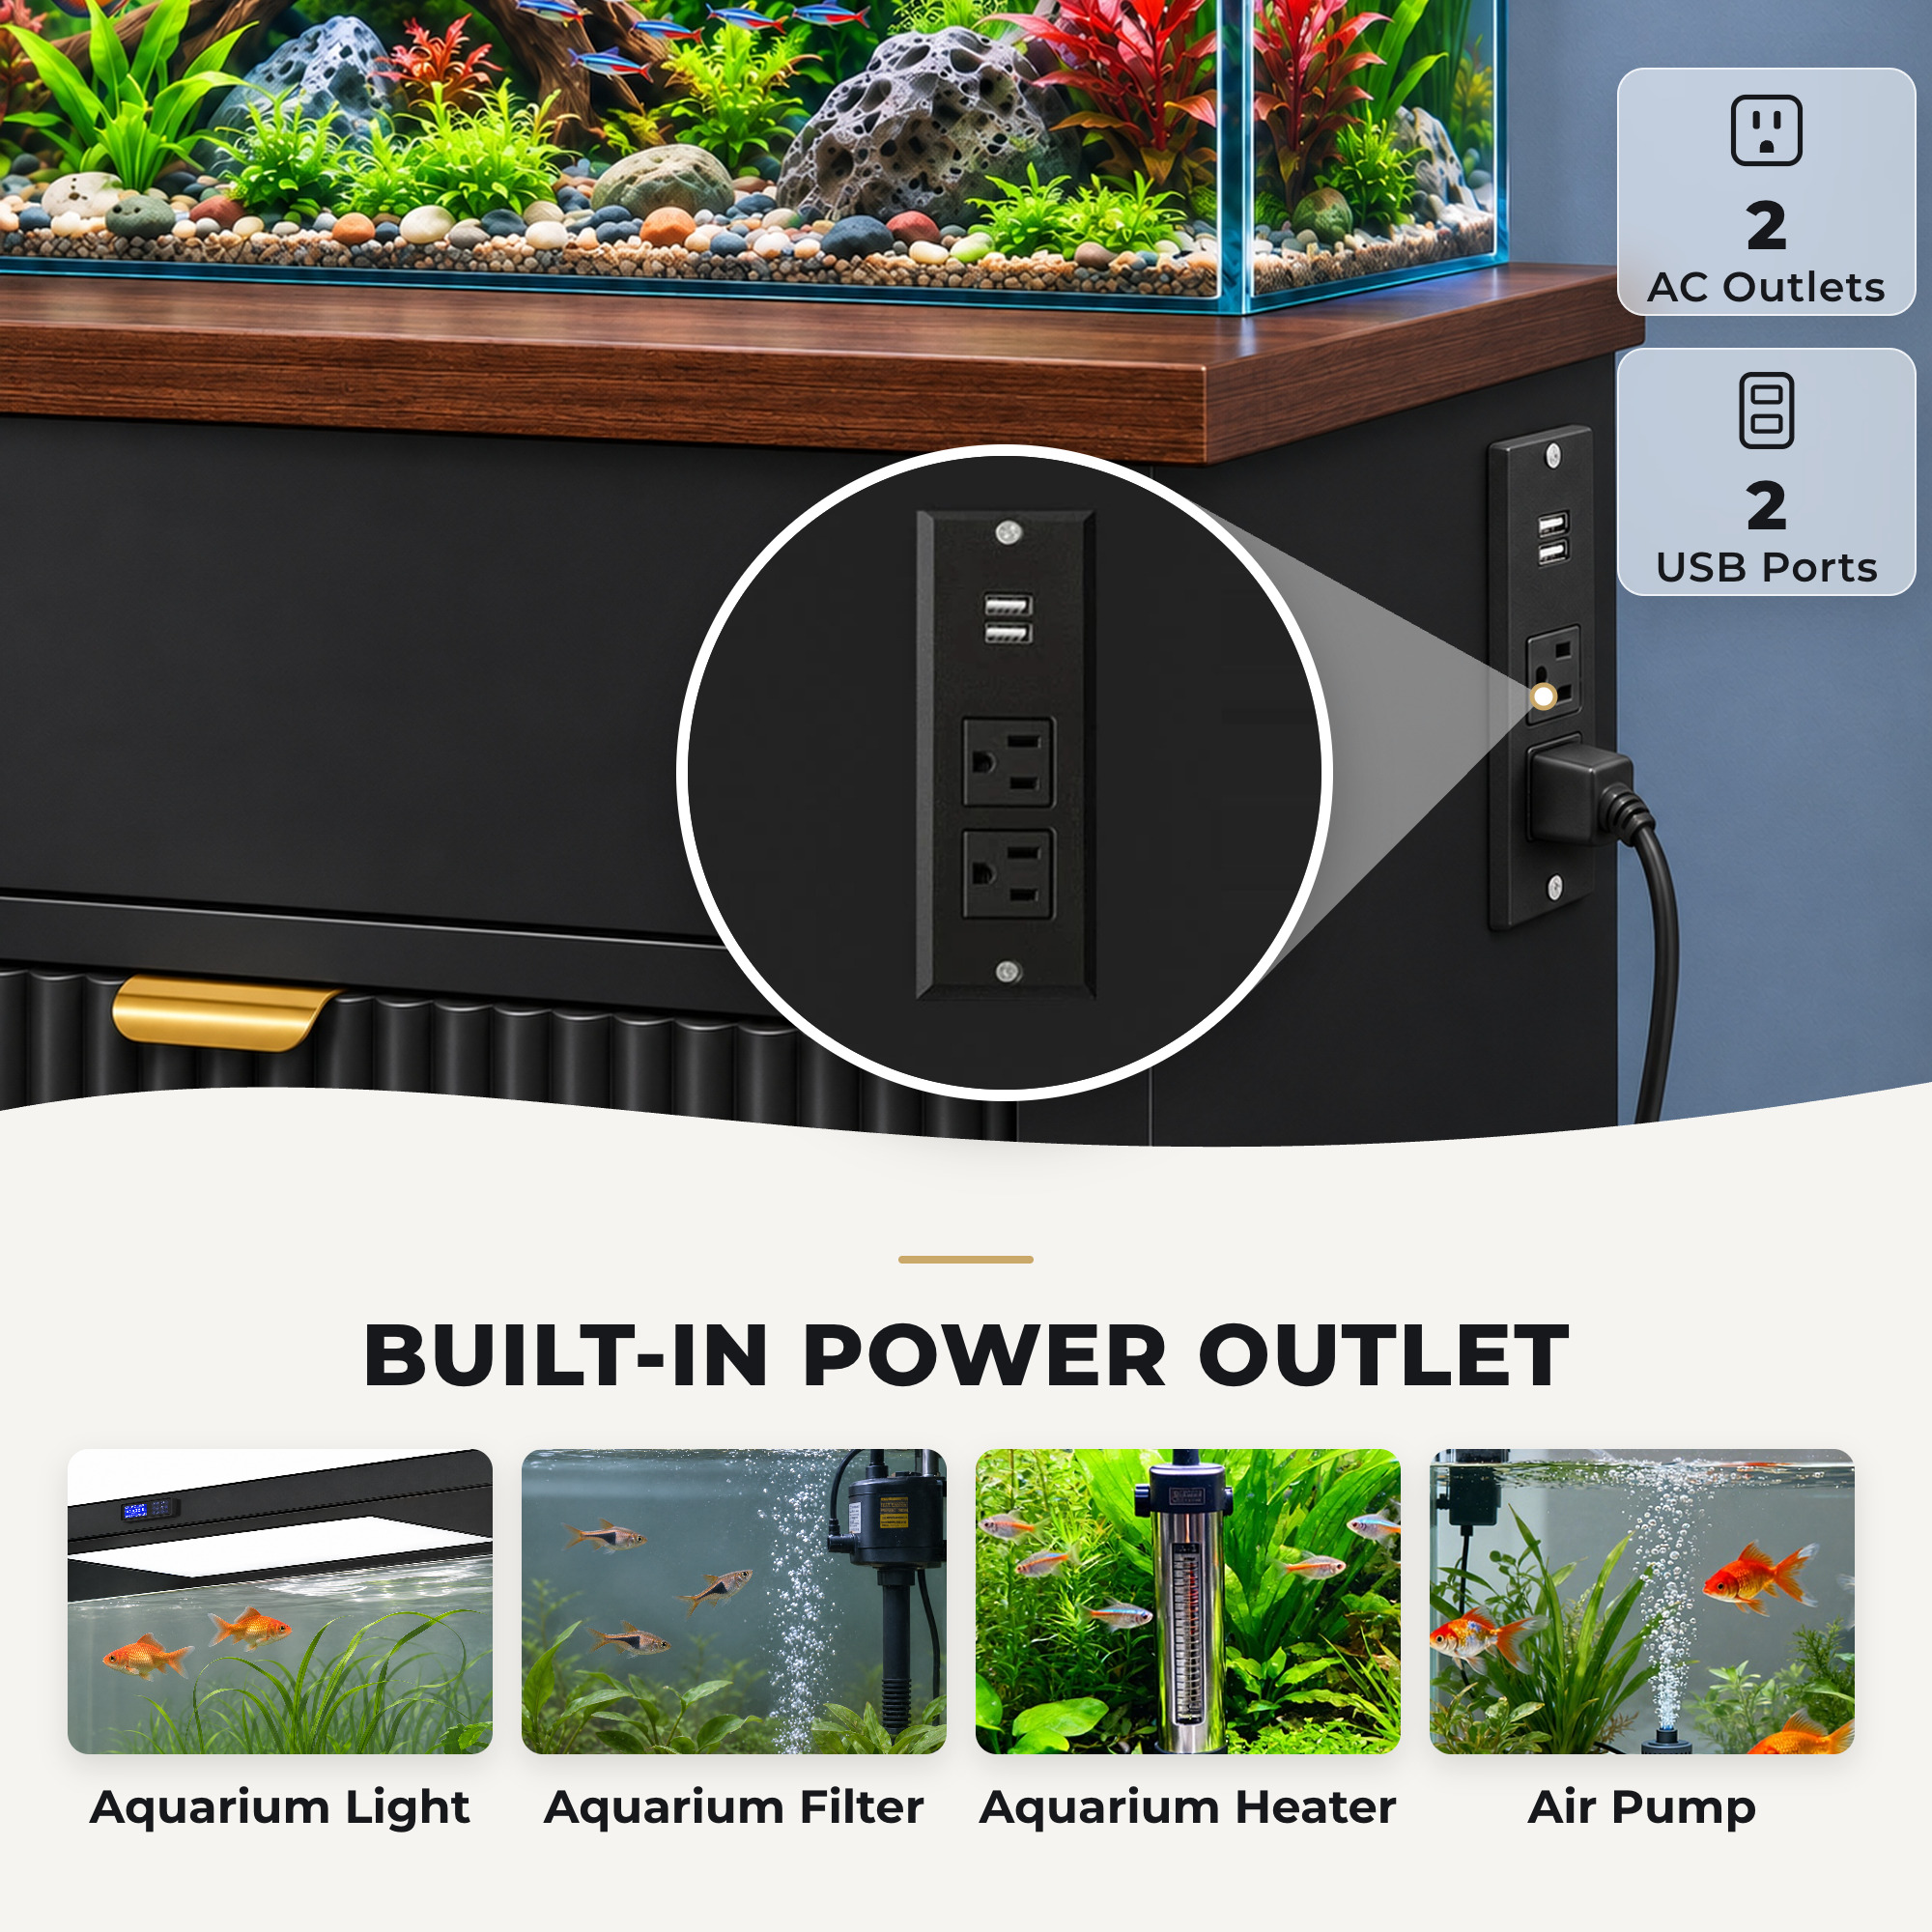 2
AC Outlets
2
USB Ports
BUILT-IN POWER OUTLET
Aquarium Light
Aquarium Filter
Aquarium Heater
Air Pump